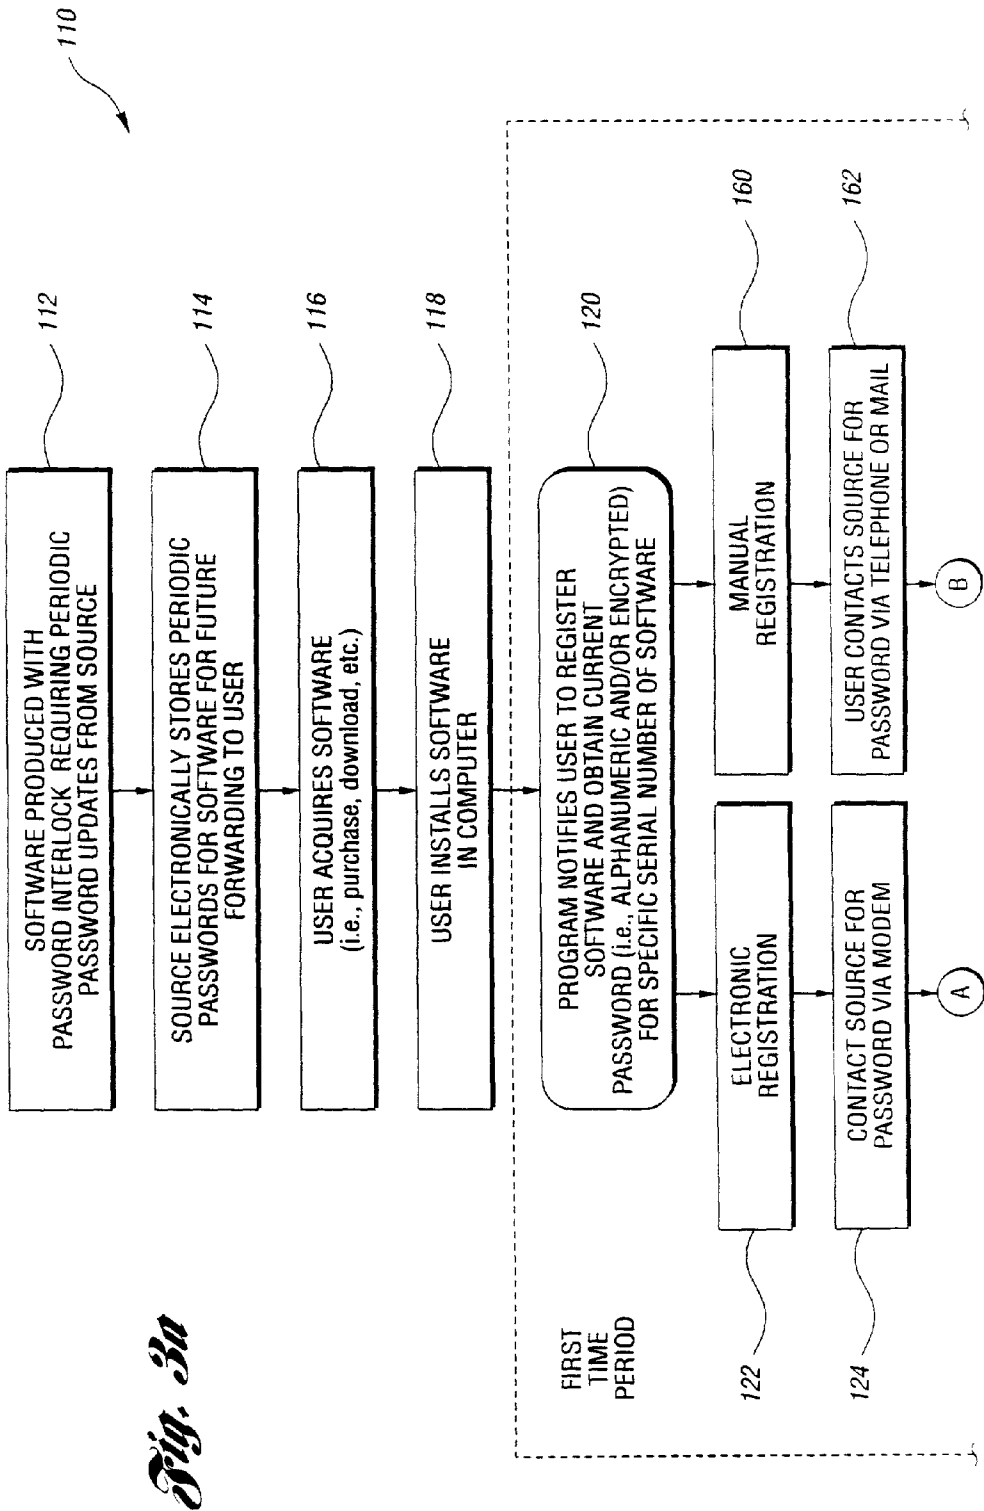 110
SOFTWARE PRODUCED WITH
PASSWORD INTERLOCK REQUIRING PERIODIC
PASSWORD UPDATES FROM SOURCE
112
SOURCE ELECTRONICALLY STORES PERIODIC
PASSWORDS FOR SOFTWARE FOR FUTURE
FORWARDING TO USER
114
USER ACQUIRES SOFTWARE
(i.e., purchase, download, etc.)
116
USER INSTALLS SOFTWARE
IN COMPUTER
118
FIRST
TIME
PERIOD
PROGRAM NOTIFIES USER TO REGISTER
SOFTWARE AND OBTAIN CURRENT
PASSWORD (i.e., ALPHANUMERIC AND/OR ENCRYPTED)
FOR SPECIFIC SERIAL NUMBER OF SOFTWARE
120
122
ELECTRONIC
REGISTRATION
MANUAL
REGISTRATION
160
124
CONTACT SOURCE FOR
PASSWORD VIA MODEM
USER CONTACTS SOURCE FOR
PASSWORD VIA TELEPHONE OR MAIL
162
A
B
Fig. 3a